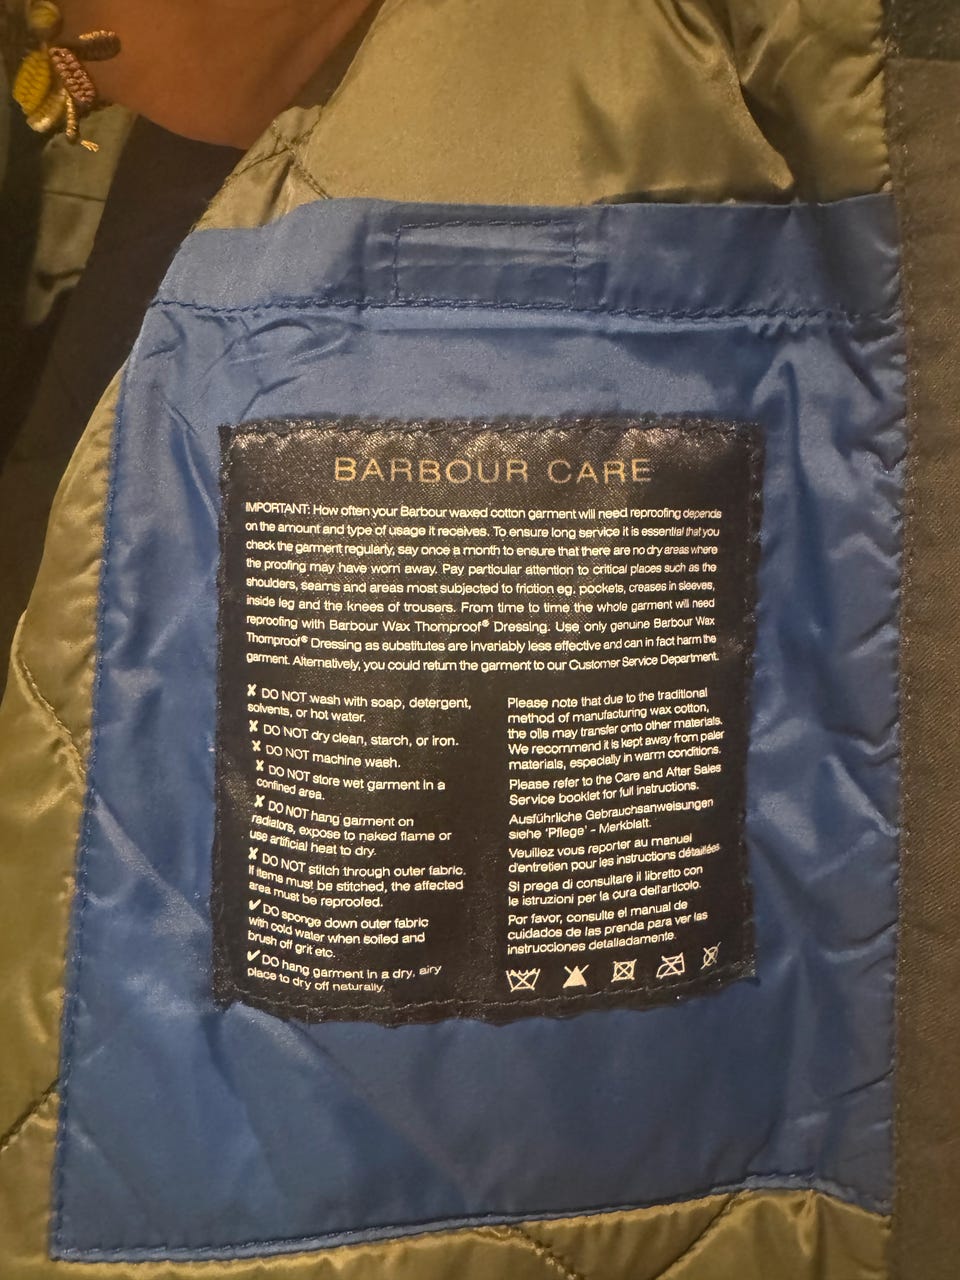 BARBOUR CARE
IMPORTANT: How often your Barbour waxed cotton garment will need reproofing depends
on the amount and type of usage it receives. To ensure long service it is essential that you
check the garment regularly, say once a month to ensure that there are no dry areas where
the proofing may have worn away. Pay particular attention to critical places such as the
shoulders, seams and areas most subjected to friction eg. pockets, creases in sleeves,
inside leg and the knees of trousers. From time to time the whole garment will need
reproofing with Barbour Wax Thornproof® Dressing. Use only genuine Barbour Wax
Thornproof® Dressing as substitutes are invariably less effective and can in fact harm the
garment. Alternatively, you could return the garment to our Customer Service Department.
✗ DO NOT wash with soap, detergent,
solvents, or hot water.
✗ DO NOT dry clean, starch, or iron.
✗ DO NOT machine wash.
✗ DO NOT store wet garment in a
confined area.
✗ DO NOT hang garment on
radiators, expose to naked flame or
use artificial heat to dry.
✗ DO NOT stitch through outer fabric.
If items must be stitched, the affected
area must be reproofed.
✔ DO sponge down outer fabric
with cold water when soiled and
brush off grit etc.
✔ DO hang garment in a dry, airy
place to dry off naturally.
Please note that due to the traditional
method of manufacturing wax cotton,
the oils may transfer onto other materials.
We recommend it is kept away from paler
materials, especially in warm conditions.
Please refer to the Care and After Sales
Service booklet for full instructions.
Ausführliche Gebrauchsanweisungen
siehe 'Pflege' - Merkblatt.
Veuillez vous reporter au manuel
d'entretien pour les instructions détaillées
Si prega di consultare il libretto con
le istruzioni per la cura dell'articolo.
Por favor, consulte el manual de
cuidados de las prenda para ver las
instrucciones detalladamente.